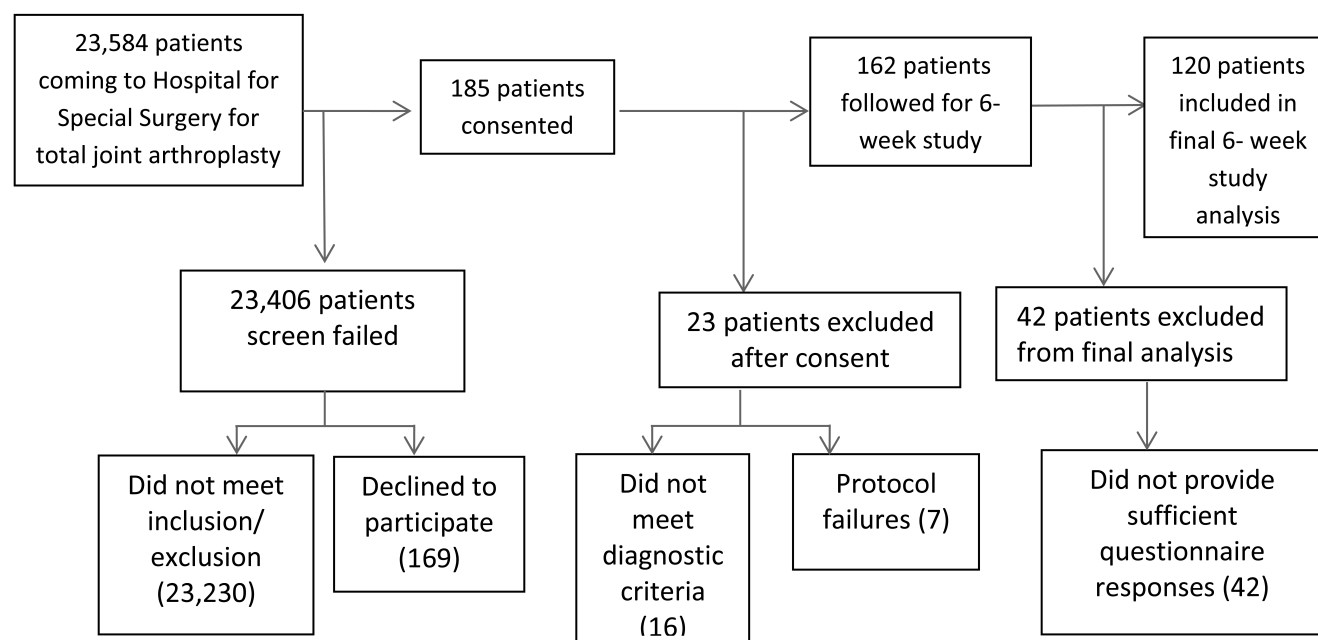 23,584 patients
coming to Hospital for
Special Surgery for
total joint arthroplasty
185 patients
consented
162 patients
followed for 6-
week study
120 patients
included in
final 6- week
study
analysis
23,406 patients
screen failed
23 patients excluded
after consent
42 patients excluded
from final analysis
Did not meet
inclusion/
exclusion
(23,230)
Declined to
participate
(169)
Did not
meet
diagnostic
criteria
(16)
Protocol
failures (7)
Did not provide
sufficient
questionnaire
responses (42)